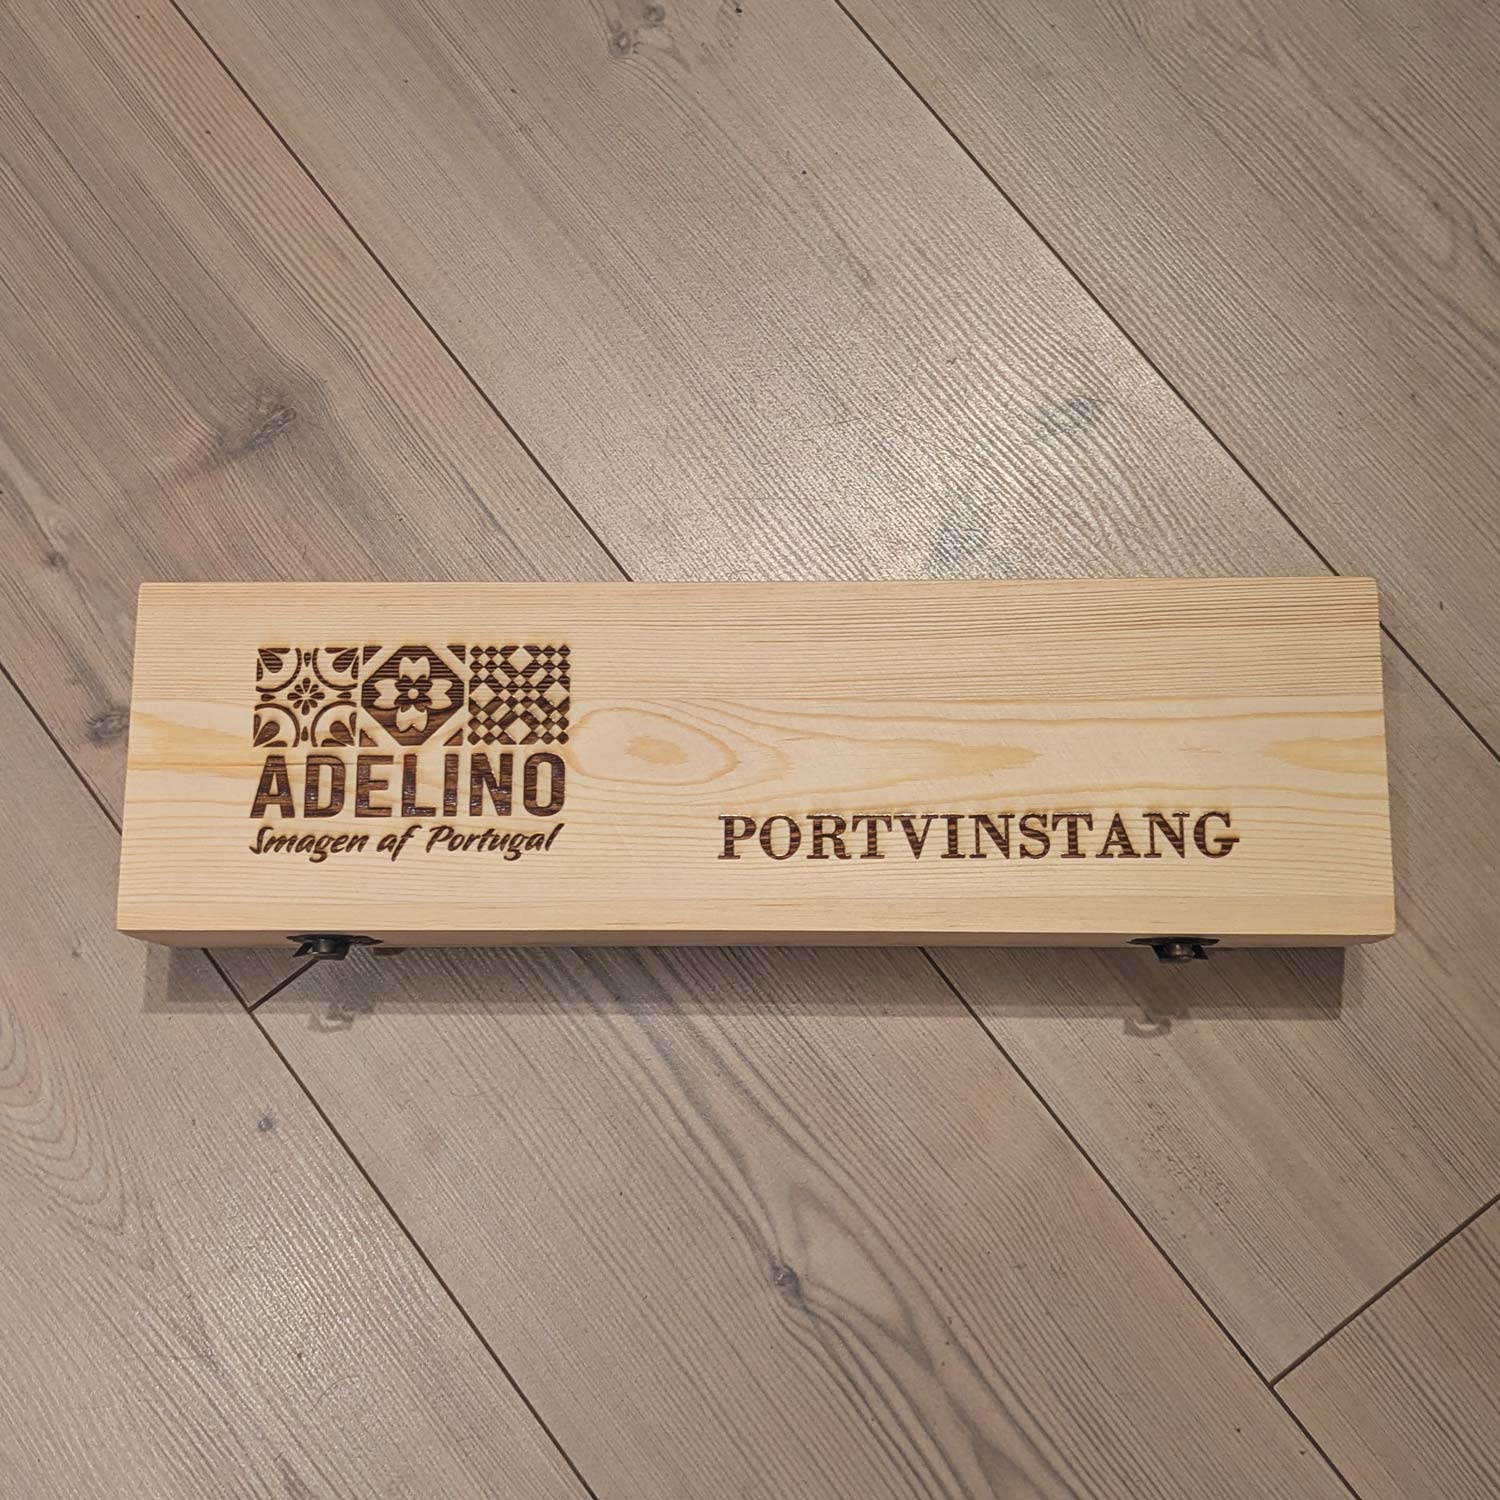 ADELINO
Smagen af Portugal
PORTVINSTANG